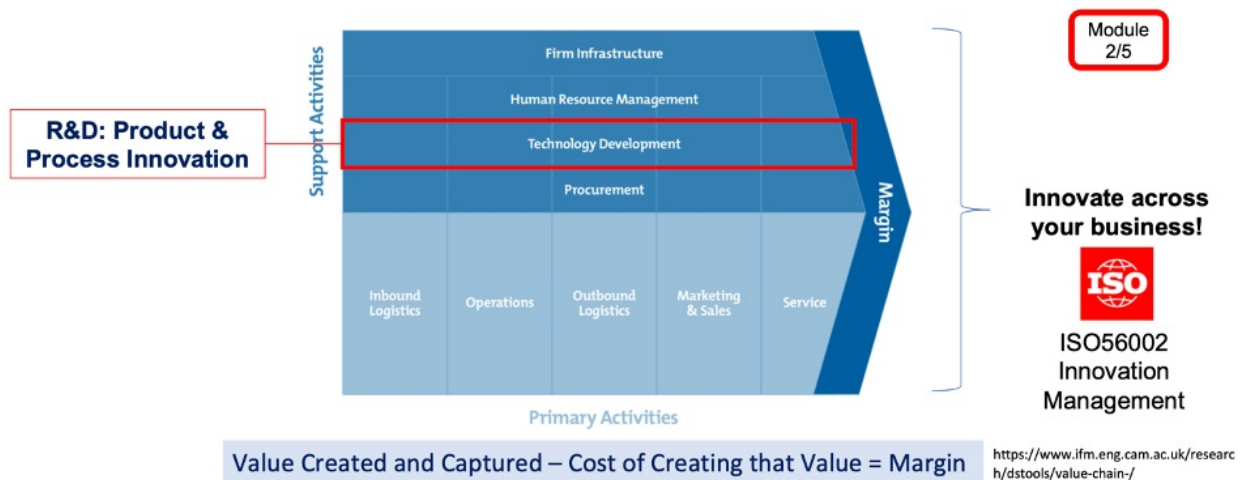 Module
2/5
R&D: Product &
Process Innovation
Support Activities
Firm Infrastructure
Human Resource Management
Technology Development
Procurement
Inbound
Logistics
Operations
Outbound
Logistics
Marketing
& Sales
Service
Margin
Primary Activities
Innovate across
your business!
ISO
ISO56002
Innovation
Management
Value Created and Captured – Cost of Creating that Value = Margin
https://www.ifm.eng.cam.ac.uk/researc
h/dstools/value-chain-/